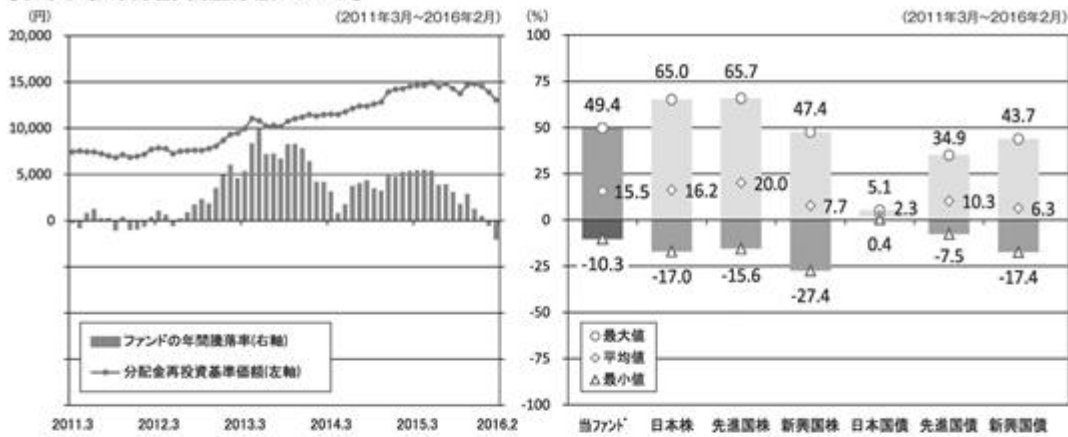 (円)
(2011年3月~2016年2月)
20,000
15,000
10,000
5,000
0
ファンドの年間騰落率(右軸)
分配金再投資基準価額(左軸)
2011.3 2012.3 2013.3 2014.3 2015.3 2016.2
(%)
(2011年3月~2016年2月)
100
75
50
25
0
-25
-50
-75
-100
49.4 65.0 65.7 47.4 5.1 34.9 43.7
15.5 16.2 20.0 7.7 2.3 10.3 6.3
-10.3 -17.0 -15.6 -27.4 0.4 -7.5 -17.4
最大値
平均値
最小値
当ファンド 日本株 先進国株 新興国株 日本国債 先進国債 新興国債